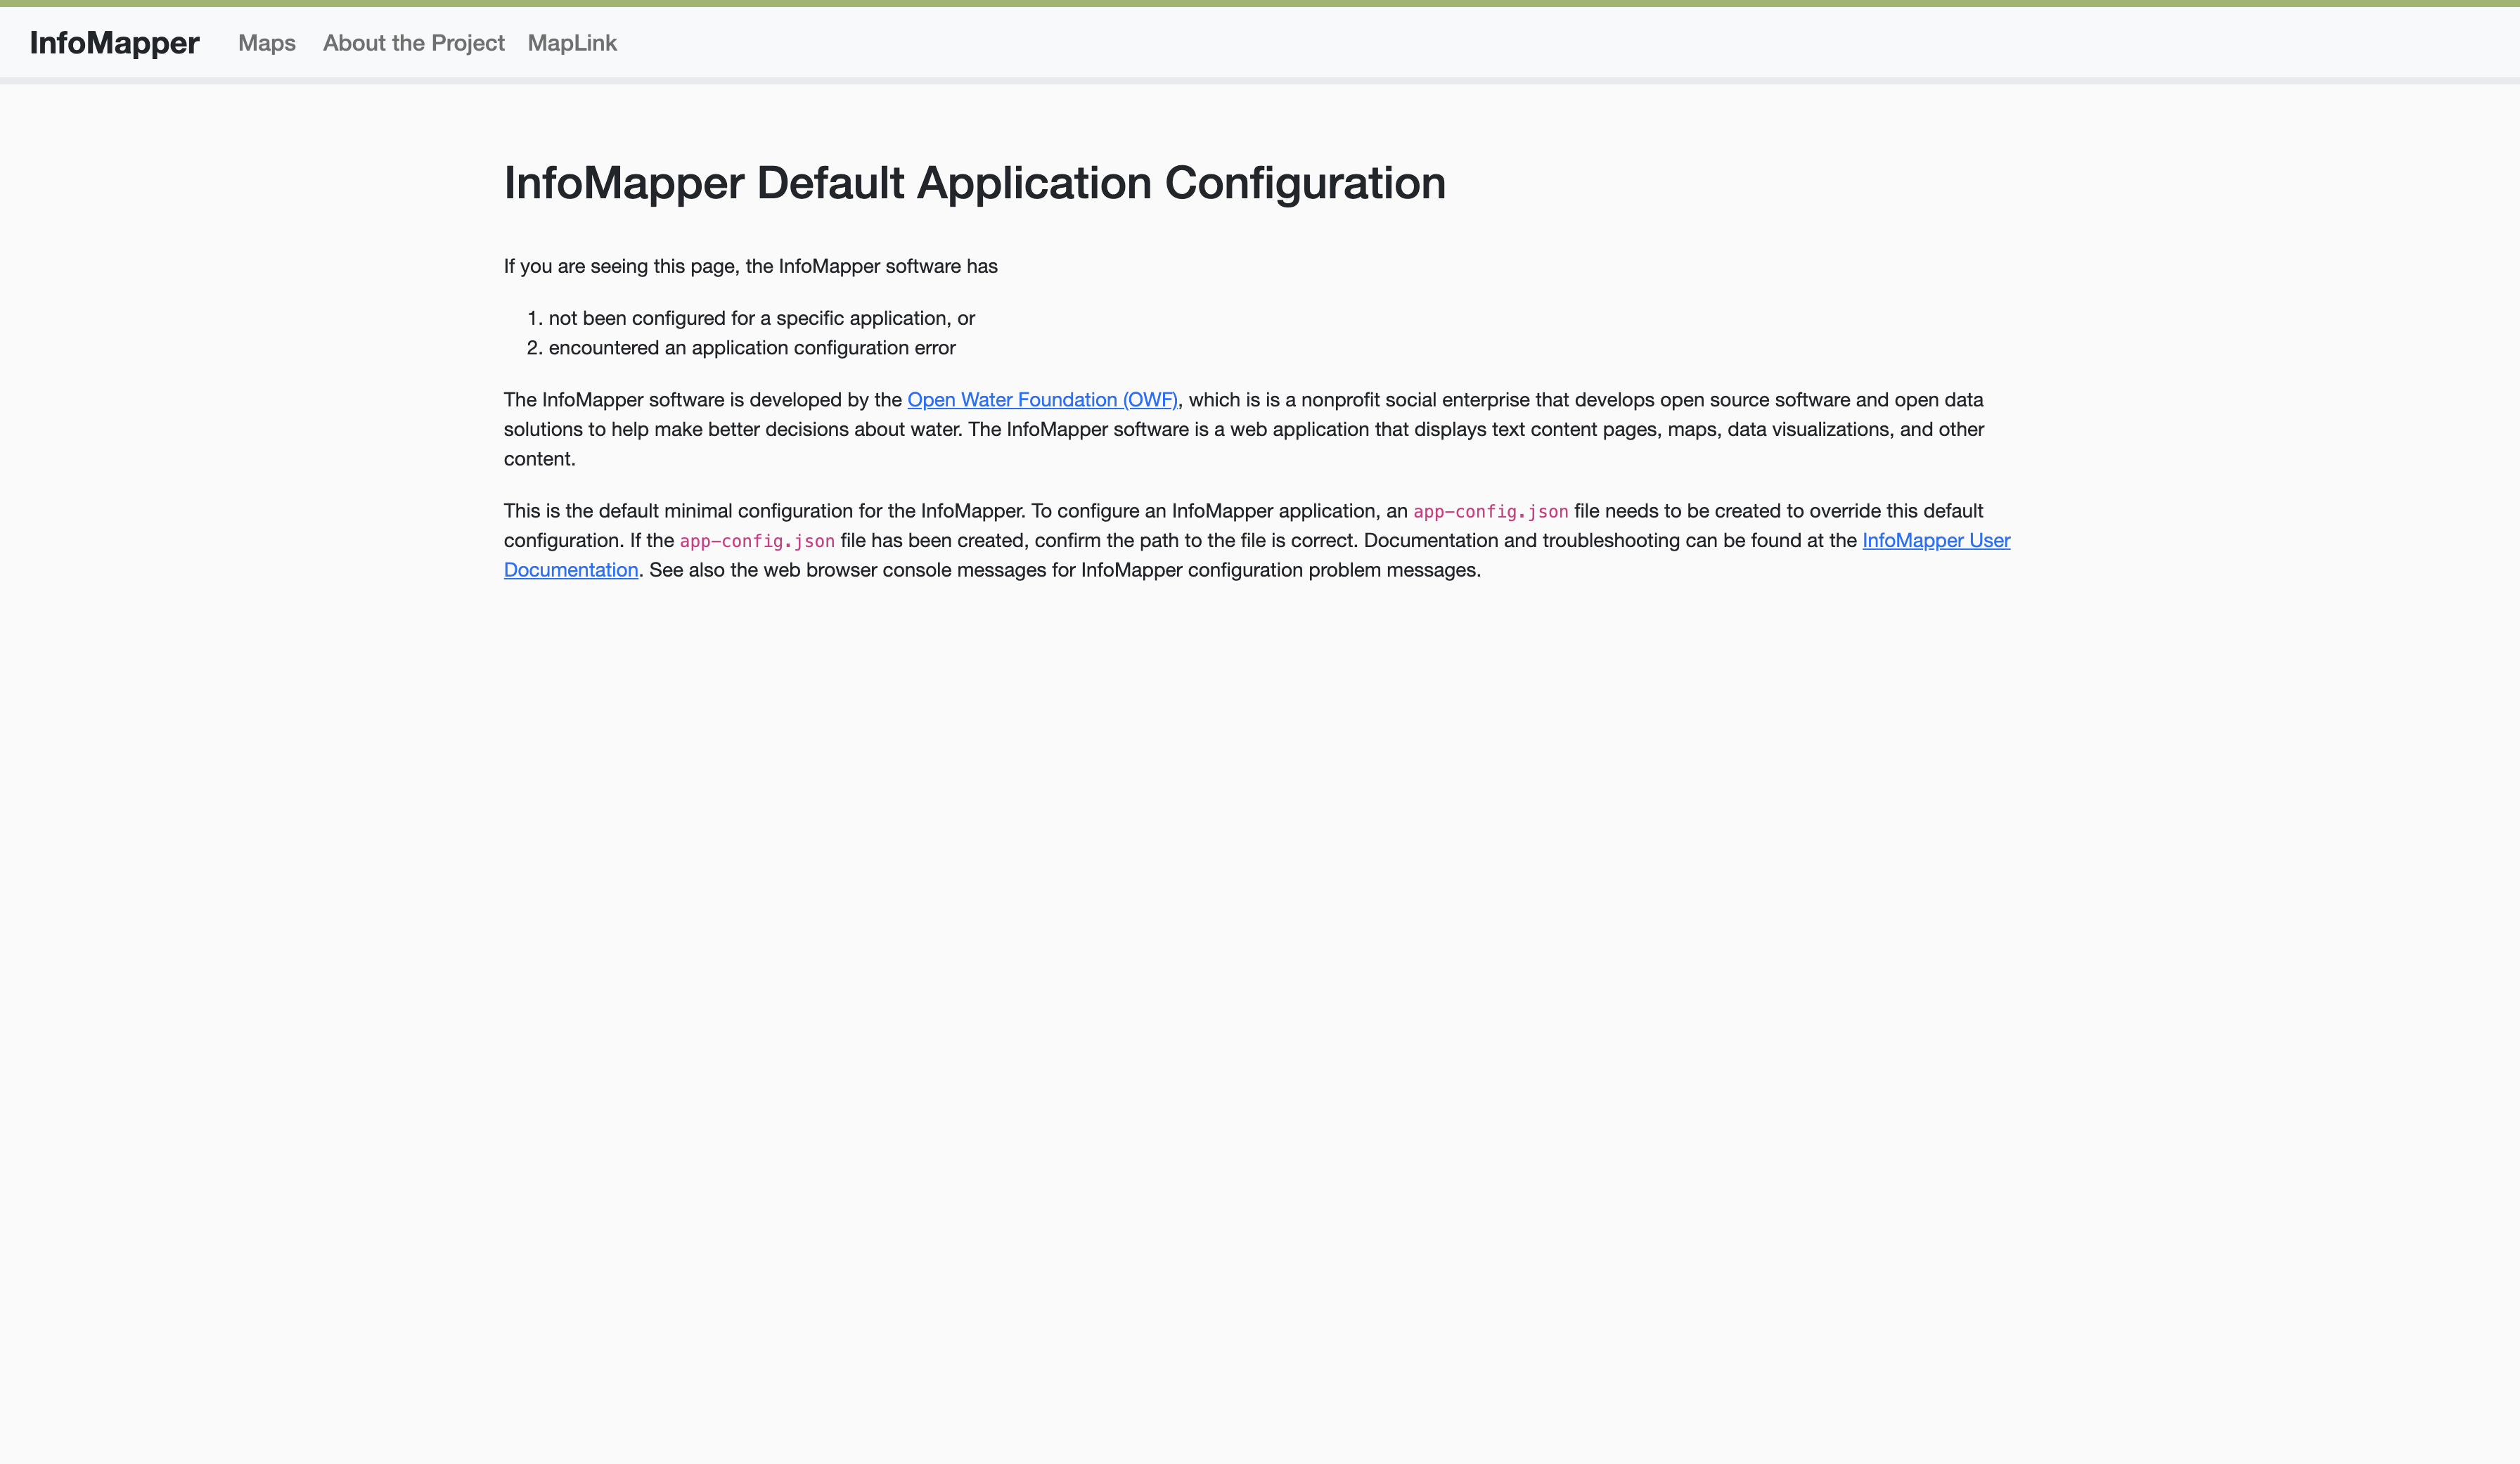 InfoMapper Maps About the Project MapLink
InfoMapper Default Application Configuration
If you are seeing this page, the InfoMapper software has
1. not been configured for a specific application, or
2. encountered an application configuration error
The InfoMapper software is developed by the Open Water Foundation (OWF), which is is a nonprofit social enterprise that develops open source software and open data
solutions to help make better decisions about water. The InfoMapper software is a web application that displays text content pages, maps, data visualizations, and other
content.
This is the default minimal configuration for the InfoMapper. To configure an InfoMapper application, an app-config.json file needs to be created to override this default
configuration. If the app-config.json file has been created, confirm the path to the file is correct. Documentation and troubleshooting can be found at the InfoMapper User
Documentation. See also the web browser console messages for InfoMapper configuration problem messages.